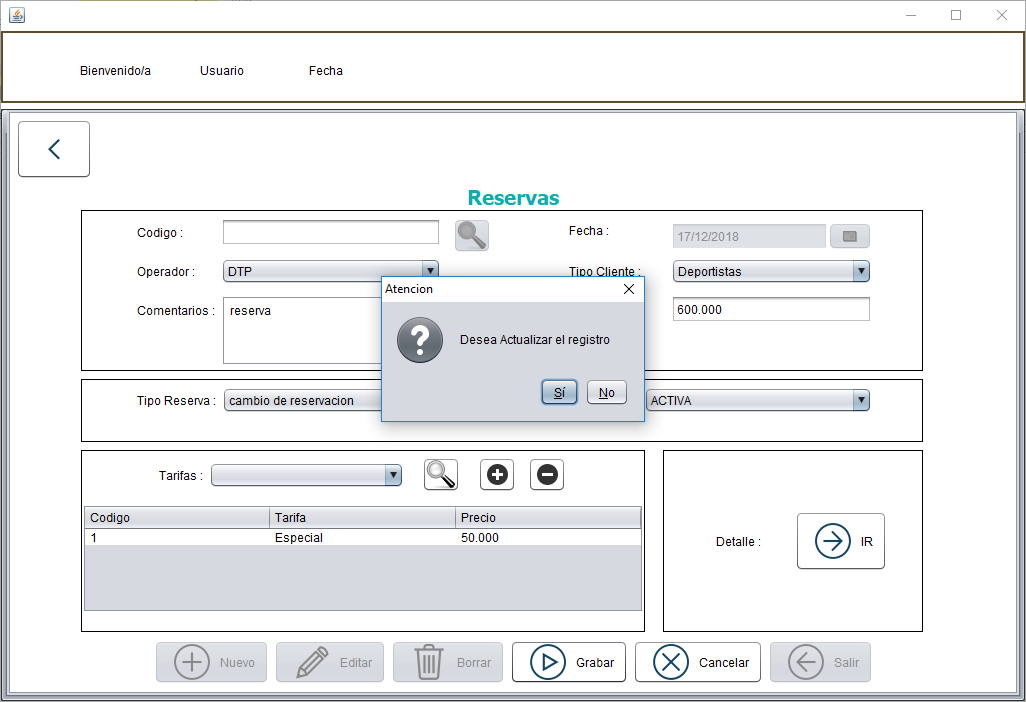 Bienvenido/a Usuario Fecha
Reservas
Codigo : Fecha : 17/12/2018
Operador : DTP Tipo Cliente : Deportistas
Atencion
Comentarios : reserva 600.000
Desea Actualizar el registro
Sí No
Tipo Reserva : cambio de reservacion ACTIVA
Tarifas :
Codigo Tarifa Precio
1 Especial 50.000
Detalle : IR
Nuevo Editar Borrar Grabar Cancelar Salir